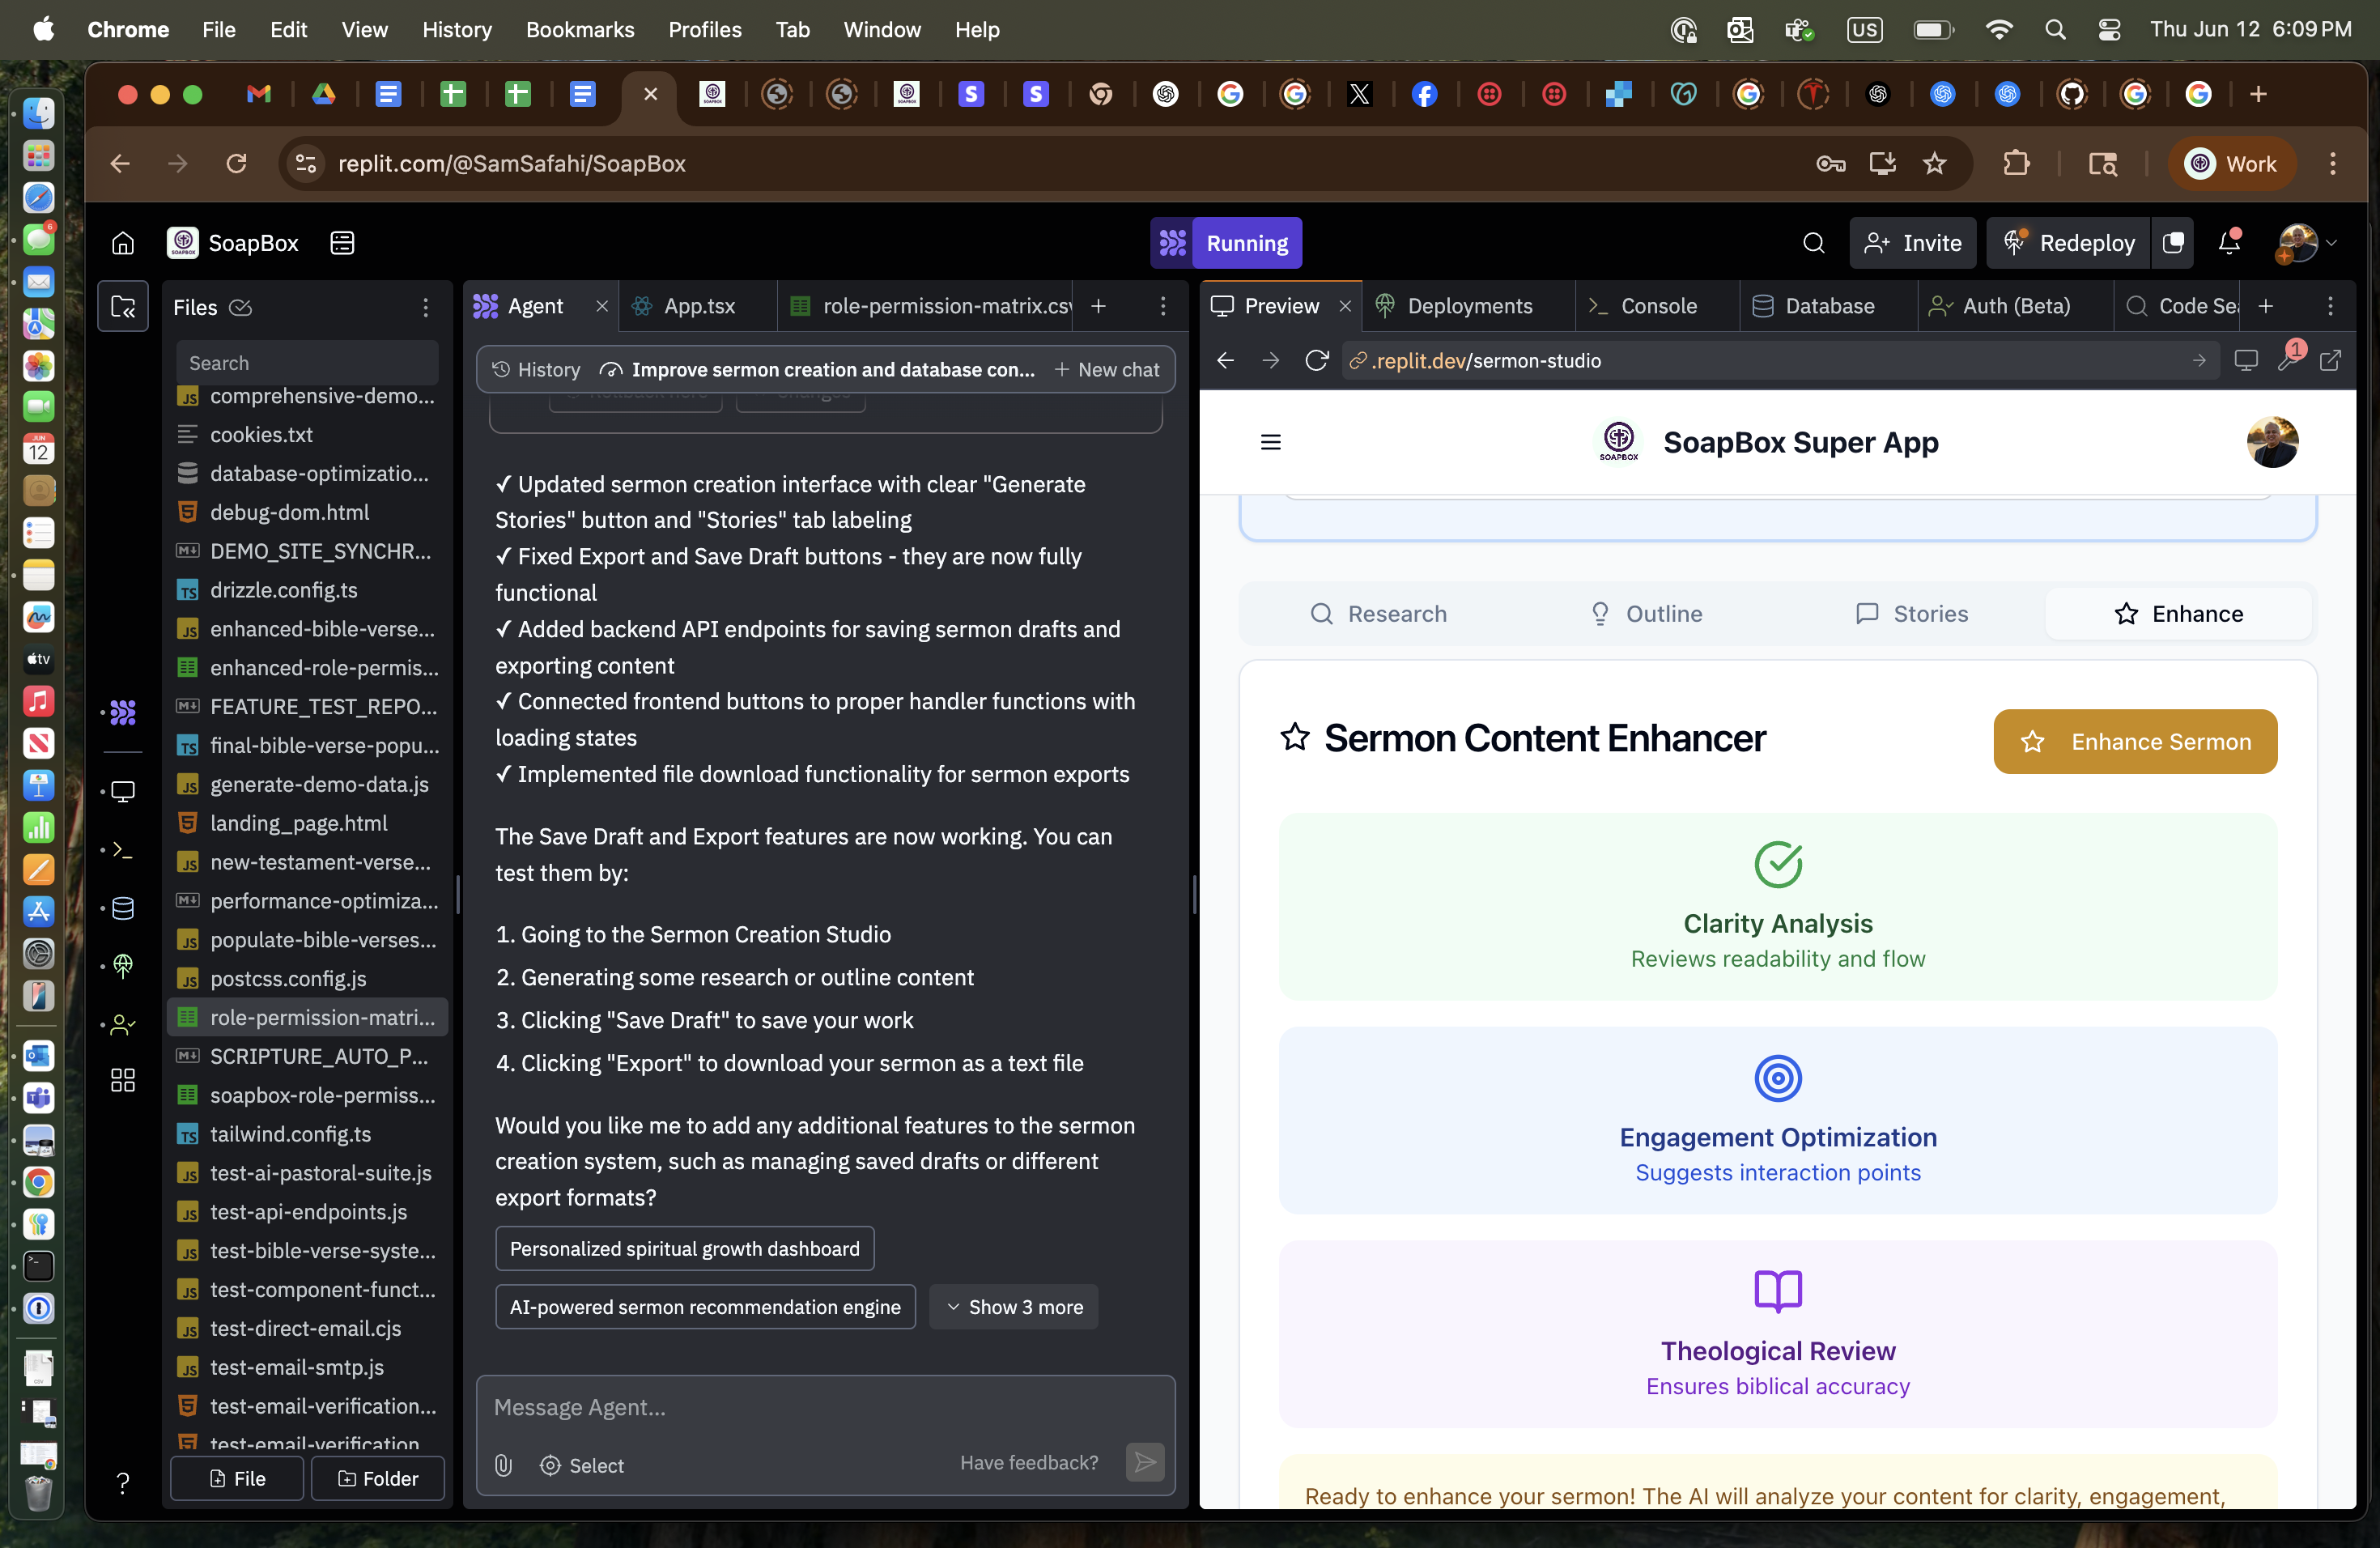 Chrome File Edit View History Bookmarks Profiles Tab Window Help
US
Thu Jun 12 6:09 PM
replit.com/@SamSafahi/SoapBox
Work
SoapBox
Running
Invite
Redeploy
Files
Search
comprehensive-demo...
cookies.txt
database-optimizatio...
debug-dom.html
DEMO_SITE_SYNCHR...
drizzle.config.ts
enhanced-bible-verse...
enhanced-role-permis...
FEATURE_TEST_REPO...
final-bible-verse-popu...
generate-demo-data.js
landing_page.html
new-testament-verse...
performance-optimiza...
populate-bible-verses...
postcss.config.js
role-permission-matri...
SCRIPTURE_AUTO_P...
soapbox-role-permiss...
tailwind.config.ts
test-ai-pastoral-suite.js
test-api-endpoints.js
test-bible-verse-syste...
test-component-funct...
test-direct-email.cjs
test-email-smtp.js
test-email-verification...
test-email-verification
File
Folder
Agent
App.tsx
role-permission-matrix.csv
History
Improve sermon creation and database con...
New chat
Rollback here
Changes
✓ Updated sermon creation interface with clear "Generate
Stories" button and "Stories" tab labeling
✓ Fixed Export and Save Draft buttons - they are now fully
functional
✓ Added backend API endpoints for saving sermon drafts and
exporting content
✓ Connected frontend buttons to proper handler functions with
loading states
✓ Implemented file download functionality for sermon exports
The Save Draft and Export features are now working. You can
test them by:
1. Going to the Sermon Creation Studio
2. Generating some research or outline content
3. Clicking "Save Draft" to save your work
4. Clicking "Export" to download your sermon as a text file
Would you like me to add any additional features to the sermon
creation system, such as managing saved drafts or different
export formats?
Personalized spiritual growth dashboard
AI-powered sermon recommendation engine
Show 3 more
Message Agent...
Select
Have feedback?
Preview
Deployments
Console
Database
Auth (Beta)
Code Sea
.replit.dev/sermon-studio
1
SOAPBOX
SoapBox Super App
Research
Outline
Stories
Enhance
Sermon Content Enhancer
Enhance Sermon
Clarity Analysis
Reviews readability and flow
Engagement Optimization
Suggests interaction points
Theological Review
Ensures biblical accuracy
Ready to enhance your sermon! The AI will analyze your content for clarity, engagement,